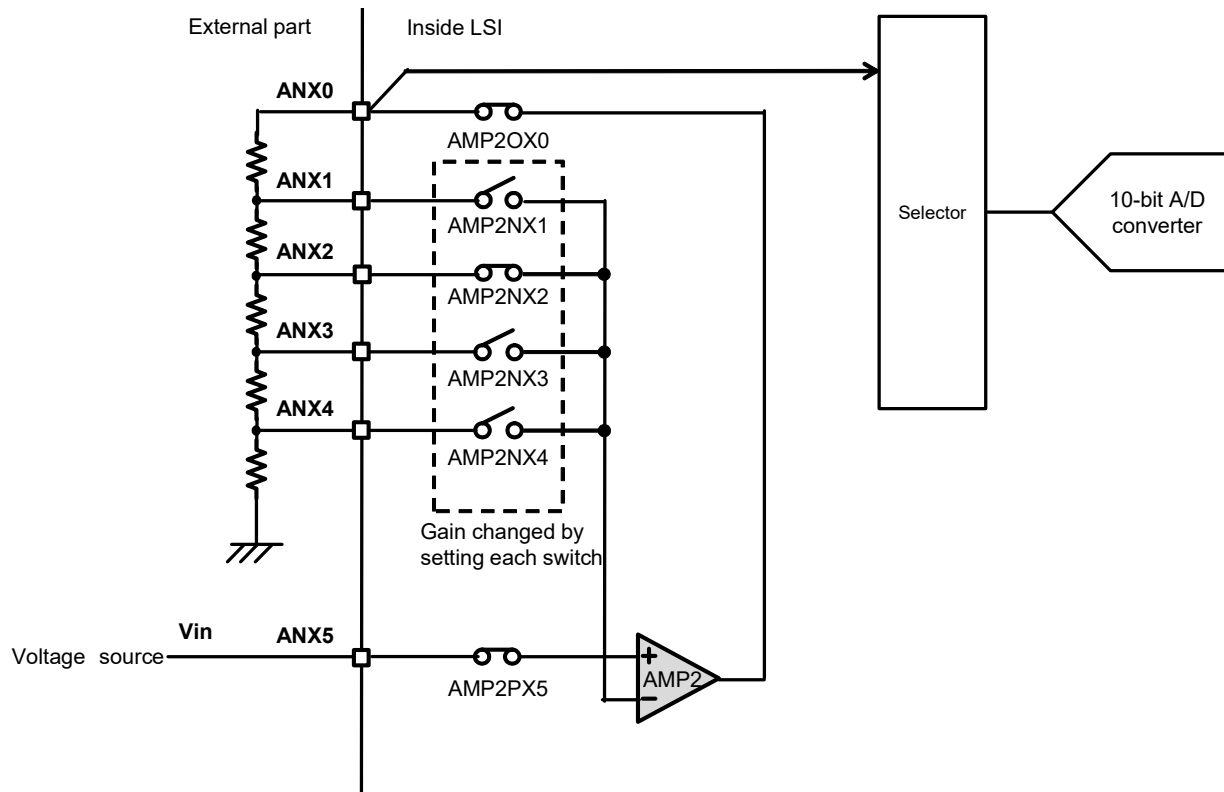 External part
Inside LSI
ANX0
AMP2OX0
ANX1
AMP2NX1
ANX2
AMP2NX2
ANX3
AMP2NX3
ANX4
AMP2NX4
Gain changed by
setting each switch
Selector
10-bit A/D
converter
Vin
ANX5
Voltage source
AMP2PX5
+
AMP2
−